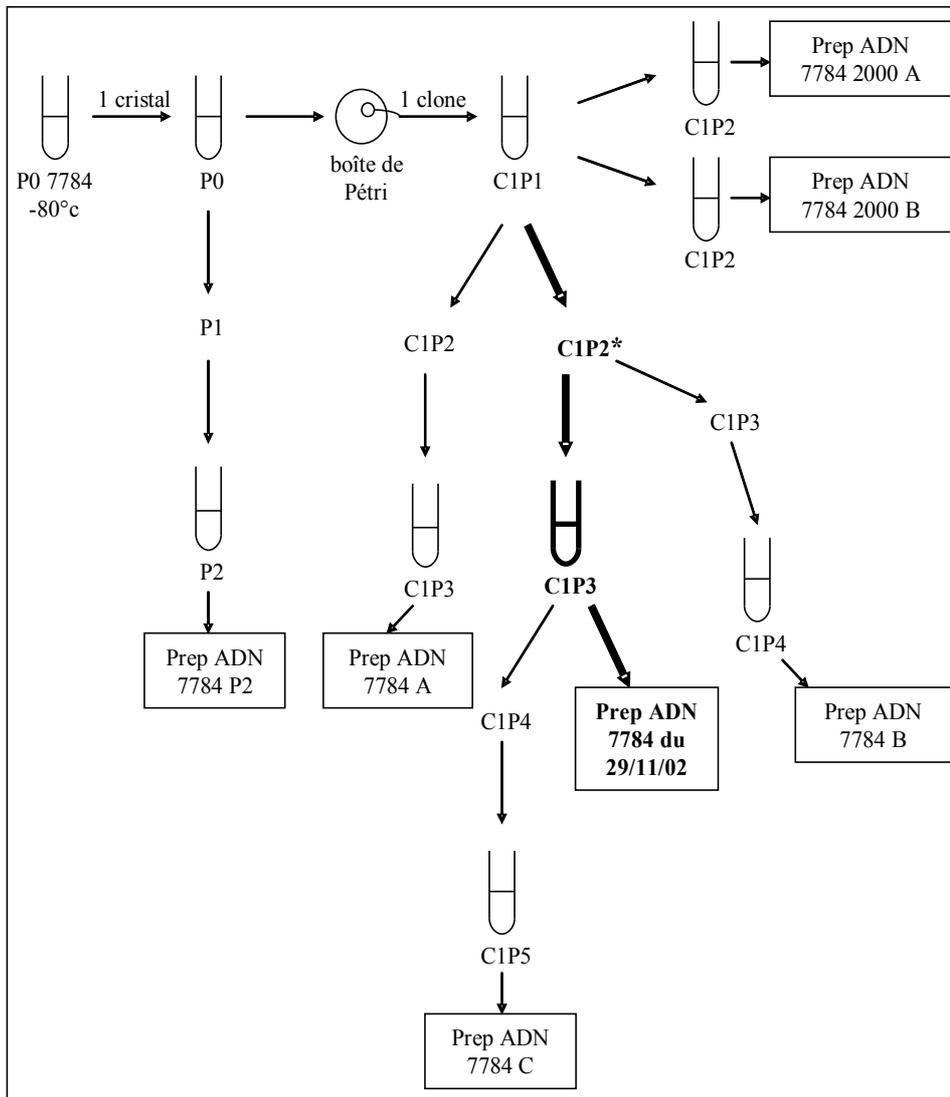 1 cristal
1 clone
P0 7784
-80°c
P0
boîte de
Pétri
C1P1
C1P2
Prep ADN
7784 2000 A
C1P2
Prep ADN
7784 2000 B
P1
C1P2
C1P2*
C1P3
P2
C1P3
C1P3
C1P4
Prep ADN
7784 P2
Prep ADN
7784 A
C1P4
Prep ADN
7784 du
29/11/02
Prep ADN
7784 B
C1P5
Prep ADN
7784 C